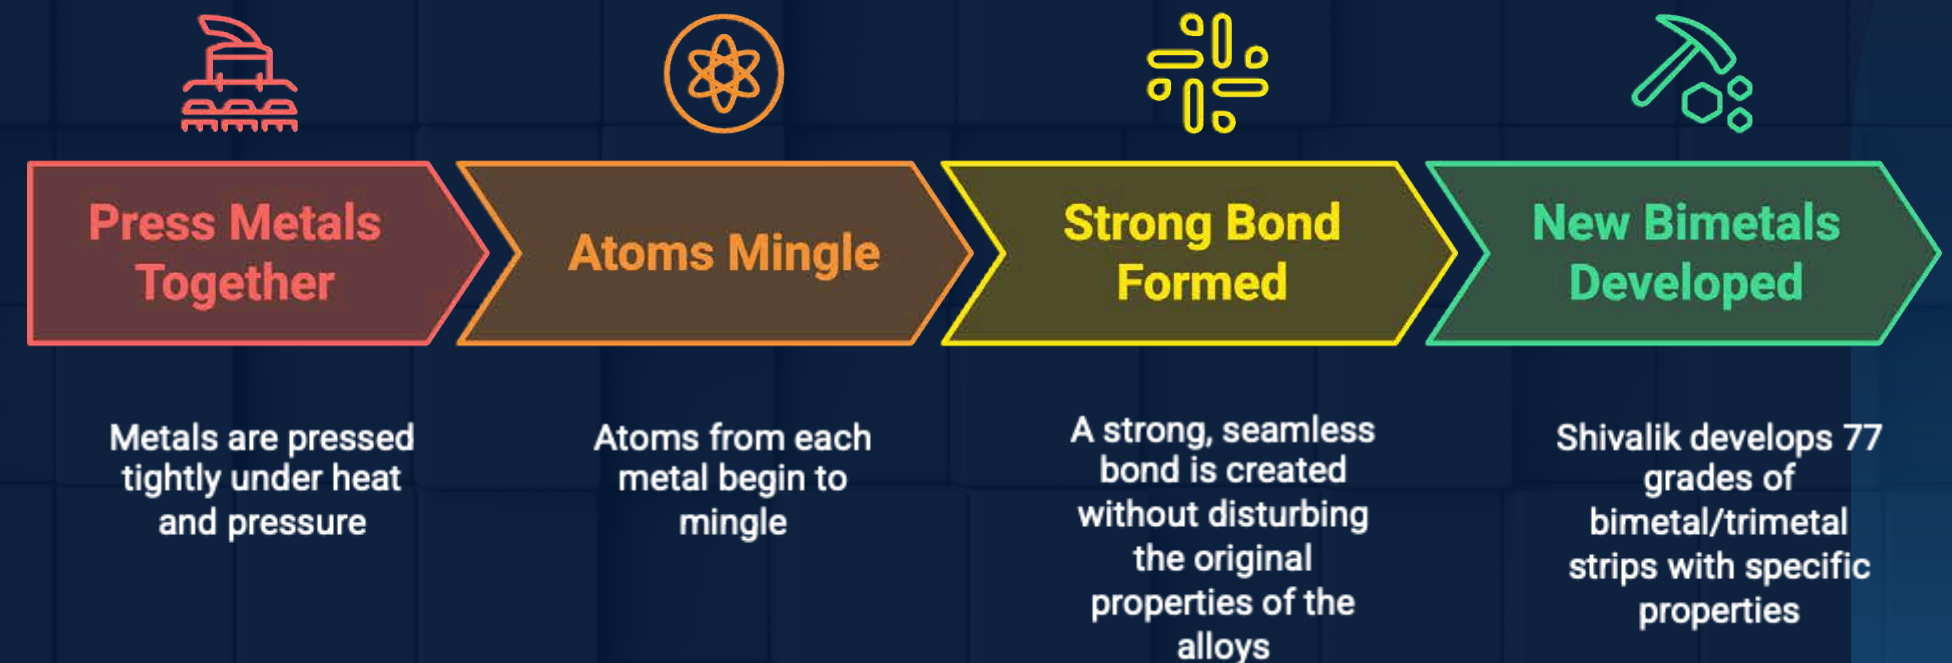 Press Metals
Together
Atoms Mingle
Strong Bond
Formed
New Bimetals
Developed
Metals are pressed
tightly under heat
and pressure
Atoms from each
metal begin to
mingle
A strong, seamless
bond is created
without disturbing
the original
properties of the
alloys
Shivalik develops 77
grades of
bimetal/trimetal
strips with specific
properties